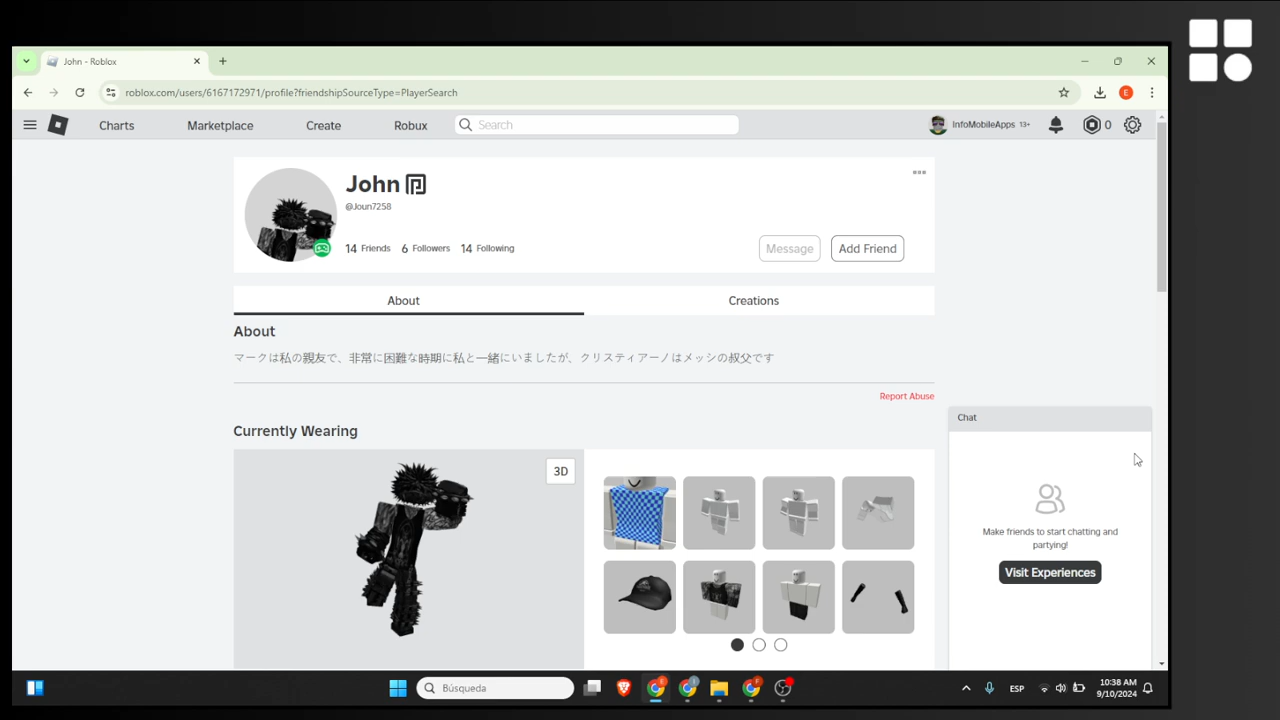 John - Roblox
roblox.com/users/6167172971/profile?friendshipSourceType=PlayerSearch
Charts
Marketplace
Create
Robux
Search
InfoMobileApps 13+
0
John
@Joun7258
14 Friends
6 Followers
14 Following
Message
Add Friend
About
Creations
About
マークは私の親友で、非常に困難な時期に私と一緒にいましたが、クリスティアーノはメッシの叔父です
Report Abuse
Currently Wearing
3D
Chat
Make friends to start chatting and
partying!
Visit Experiences
Búsqueda
ESP
10:38 AM
9/10/2024